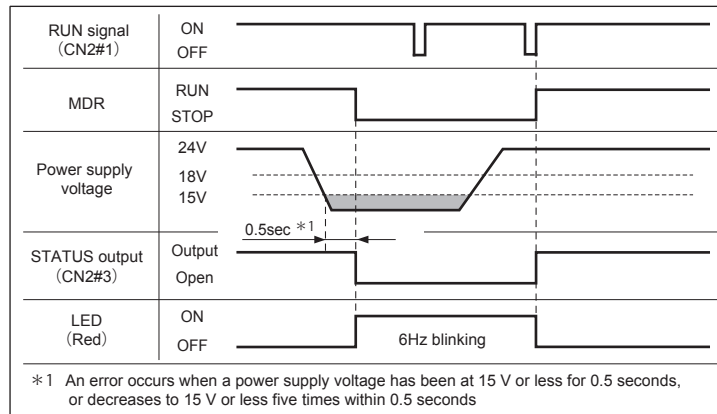 RUN signal
（CN2#1）
ON
OFF
MDR
RUN
STOP
Power supply
voltage
24V
18V
15V
0.5sec ＊1
STATUS output
（CN2#3）
Output
Open
LED
（Red）
ON
OFF
6Hz blinking
＊1 An error occurs when a power supply voltage has been at 15 V or less for 0.5 seconds,
or decreases to 15 V or less five times within 0.5 seconds